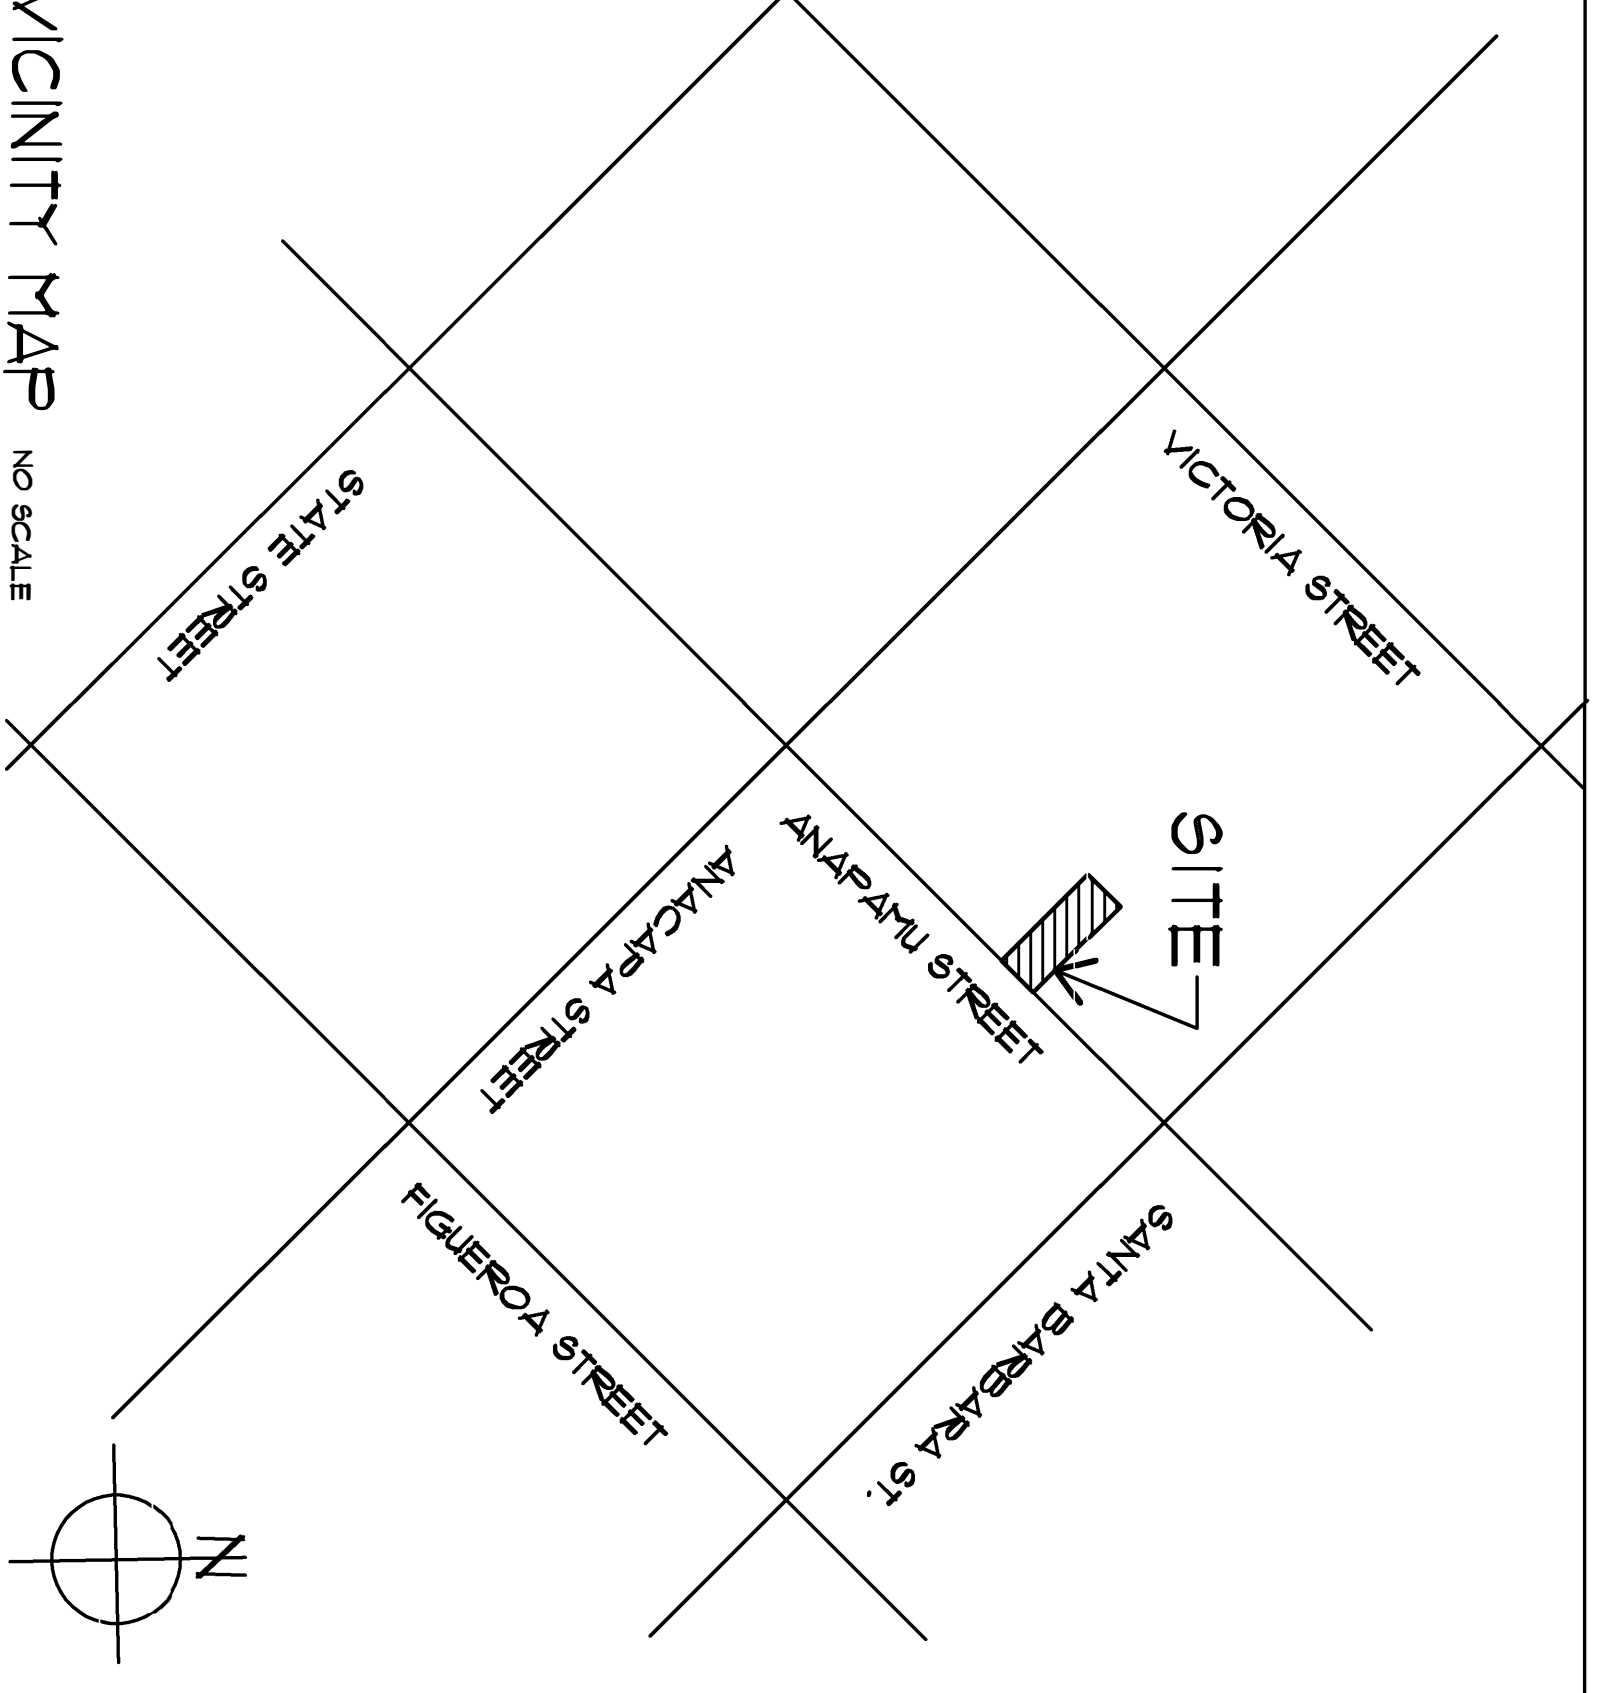 VICTORIA STREET
SITE
ANAPAMU STREET
STATE STREET
ANACAPA STREET
SANTA BARBARA ST.
FIGUEROA STREET
N
VICINITY MAP NO SCALE